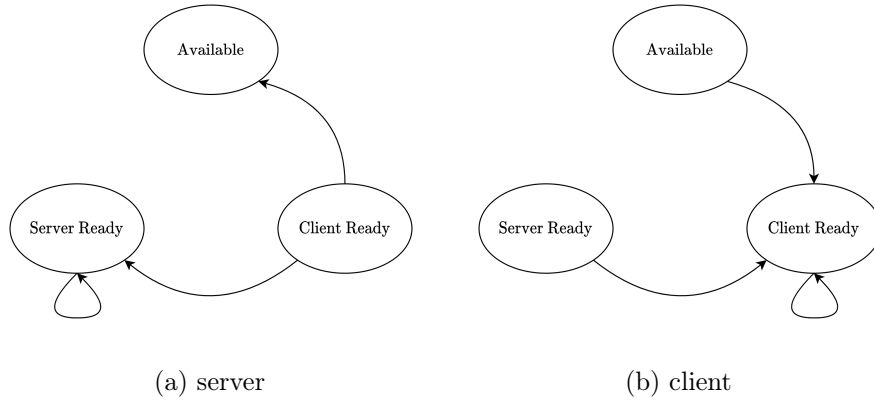 Available
Available
Server Ready
Client Ready
Server Ready
Client Ready
(a) server
(b) client